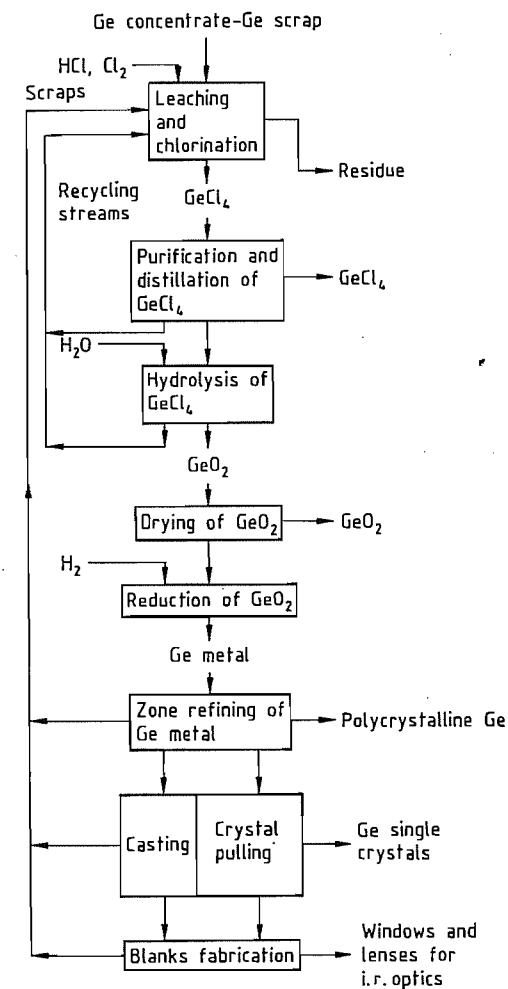 Ge concentrate-Ge scrap
HCl, Cl₂
Scraps
Leaching
and
chlorination
Residue
Recycling
streams
GeCl₄
Purification and
distillation of
GeCl₄
GeCl₄
H₂O
Hydrolysis of
GeCl₄
GeO₂
Drying of GeO₂
GeO₂
H₂
Reduction of GeO₂
Ge metal
Zone refining of
Ge metal
Polycrystalline Ge
Casting
Crystal
pulling
Ge single
crystals
Blanks fabrication
Windows and
lenses for
i.r. optics